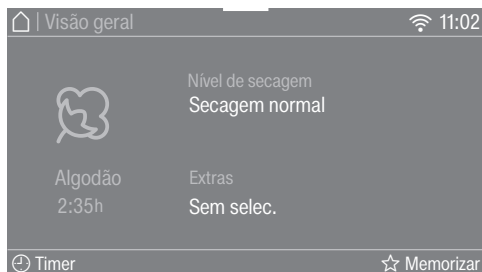 | Visão geral 11:02
Nível de secagem
Secagem normal
Algodão
2:35h
Extras
Sem selec.
Timer
Memorizar